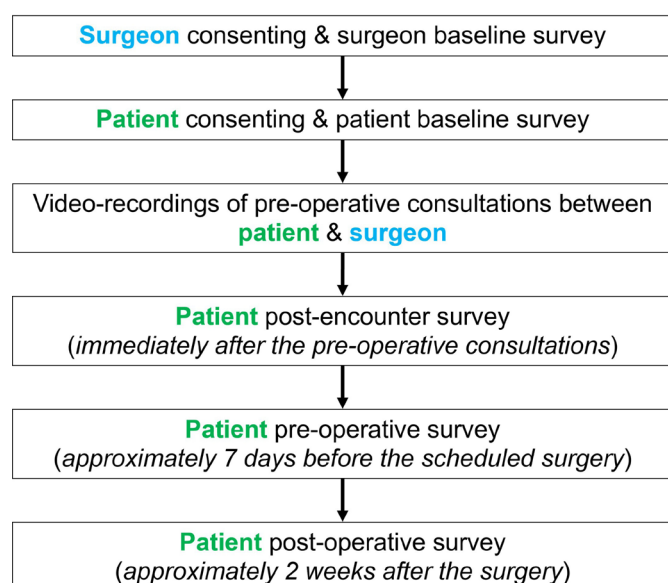 Surgeon consenting & surgeon baseline survey
Patient consenting & patient baseline survey
Video-recordings of pre-operative consultations between
patient & surgeon
Patient post-encounter survey
(immediately after the pre-operative consultations)
Patient pre-operative survey
(approximately 7 days before the scheduled surgery)
Patient post-operative survey
(approximately 2 weeks after the surgery)